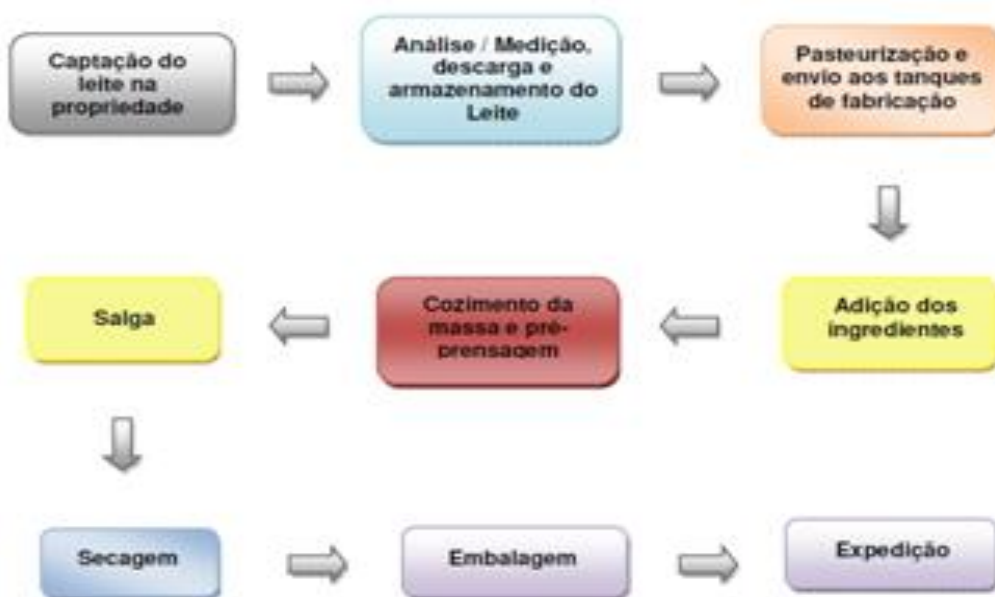 Captação do
leite na
propriedade
Análise / Medição,
descarga e
armazenamento do
Leite
Pasteurização e
envio aos tanques
de fabricação
Adição dos
ingredientes
Cozimento da
massa e pré-
prensagem
Salga
Secagem
Embalagem
Expedição